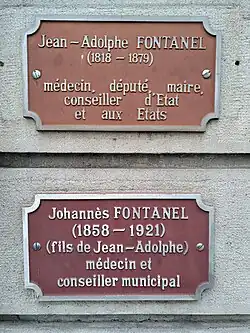 Jean-Adolphe FONTANEL
(1818 - 1879)
médecin, député, maire,
conseiller d'Etat
et aux Etats
Johannès FONTANEL
(1858-1921)
(fils de Jean-Adolphe)
médecin et
conseiller municipal